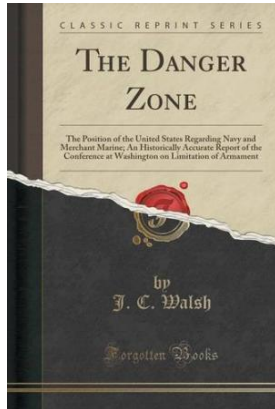 CLASSIC REPRINT SERIES
THE DANGER
ZONE
The Position of the United States Regarding Navy and
Merchant Marine; An Historically Accurate Report of the
Conference at Washington on Limitation of Armament
by
J. C. Walsh
Forgotten Books